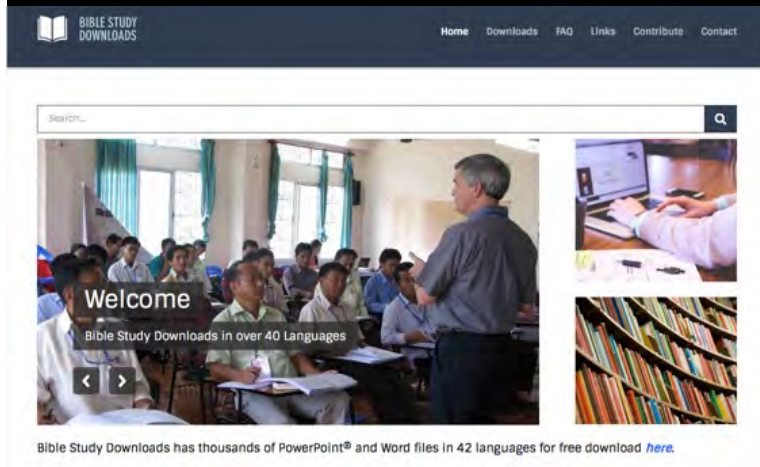 BIBLE STUDY
DOWNLOADS
Home Downloads FAQ Links Contribute Contact
Search...
Welcome
Bible Study Downloads in over 40 Languages
Bible Study Downloads has thousands of PowerPoint® and Word files in 42 languages for free download here.